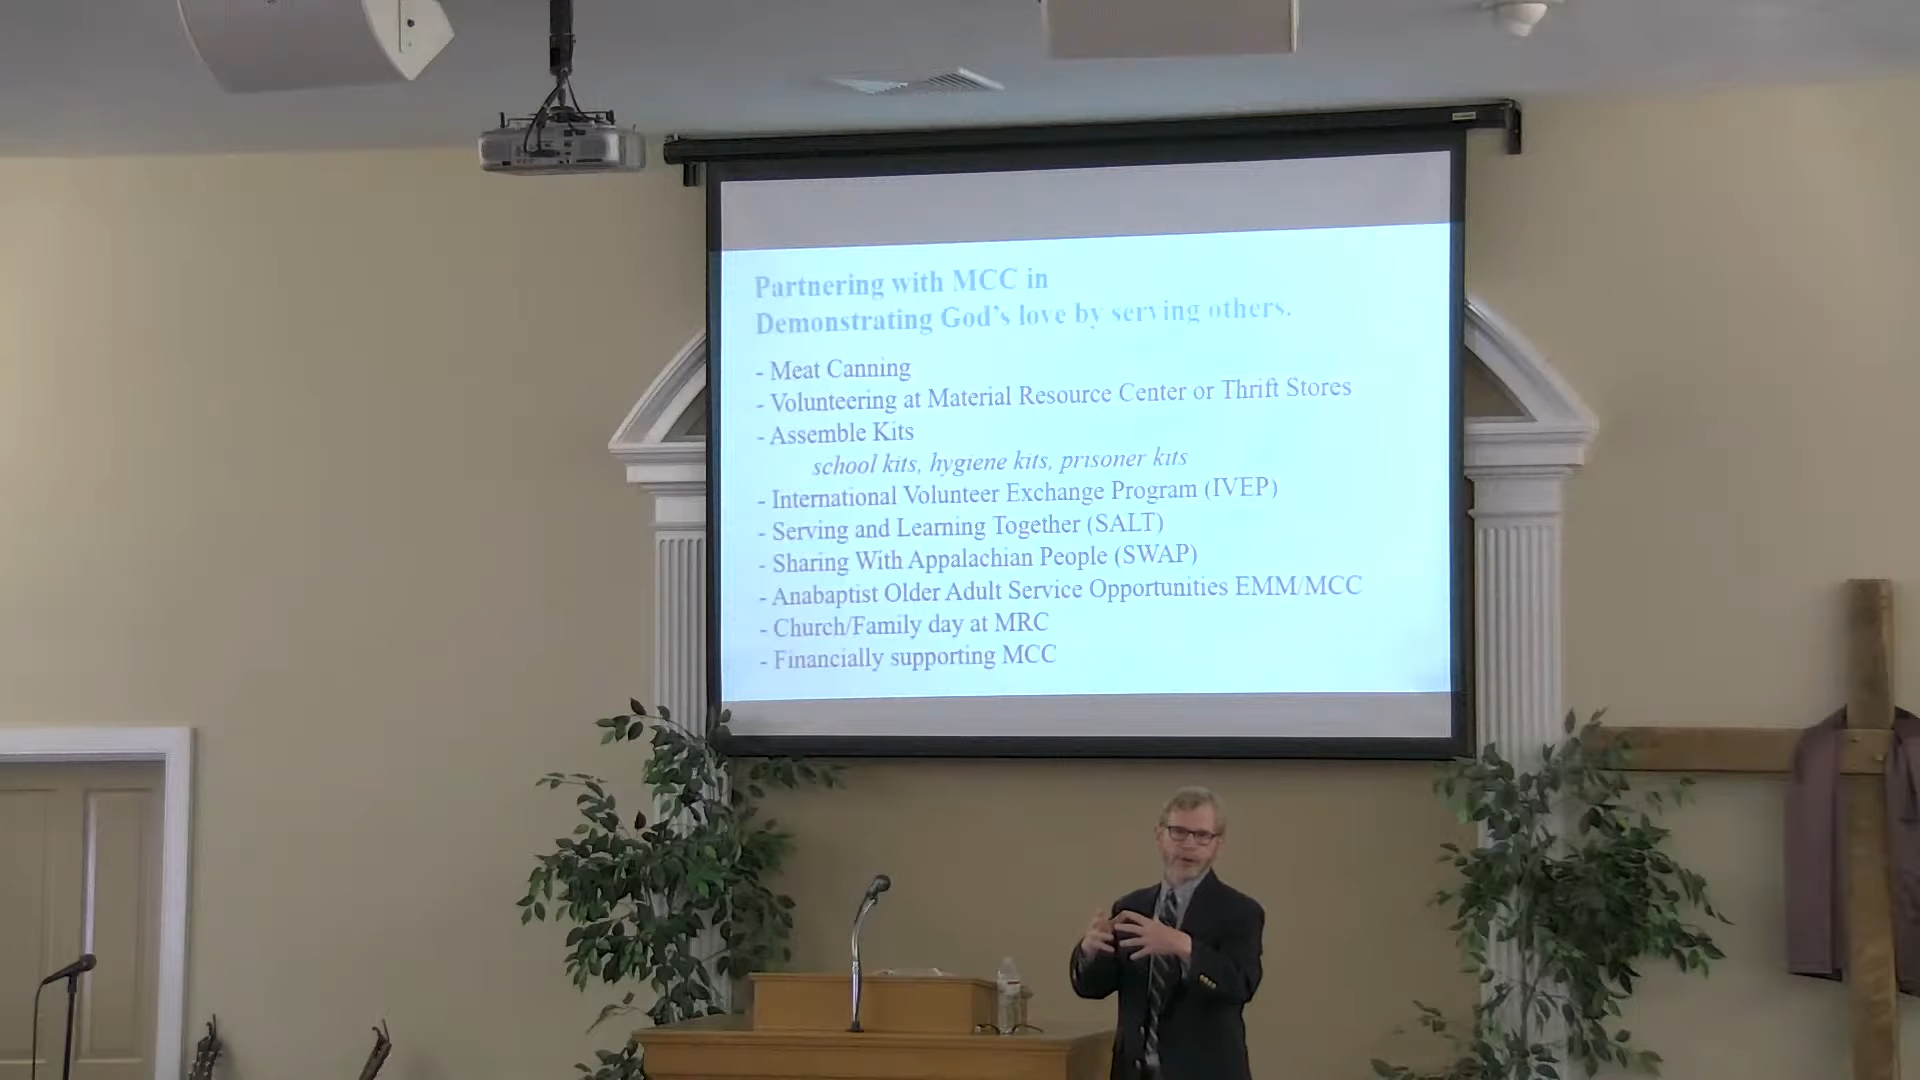 Partnering with MCC in
Demonstrating God's love by serving others.
- Meat Canning
- Volunteering at Material Resource Center or Thrift Stores
- Assemble Kits
school kits, hygiene kits, prisoner kits
- International Volunteer Exchange Program (IVEP)
- Serving and Learning Together (SALT)
- Sharing With Appalachian People (SWAP)
- Anabaptist Older Adult Service Opportunities EMM/MCC
- Church/Family day at MRC
- Financially supporting MCC